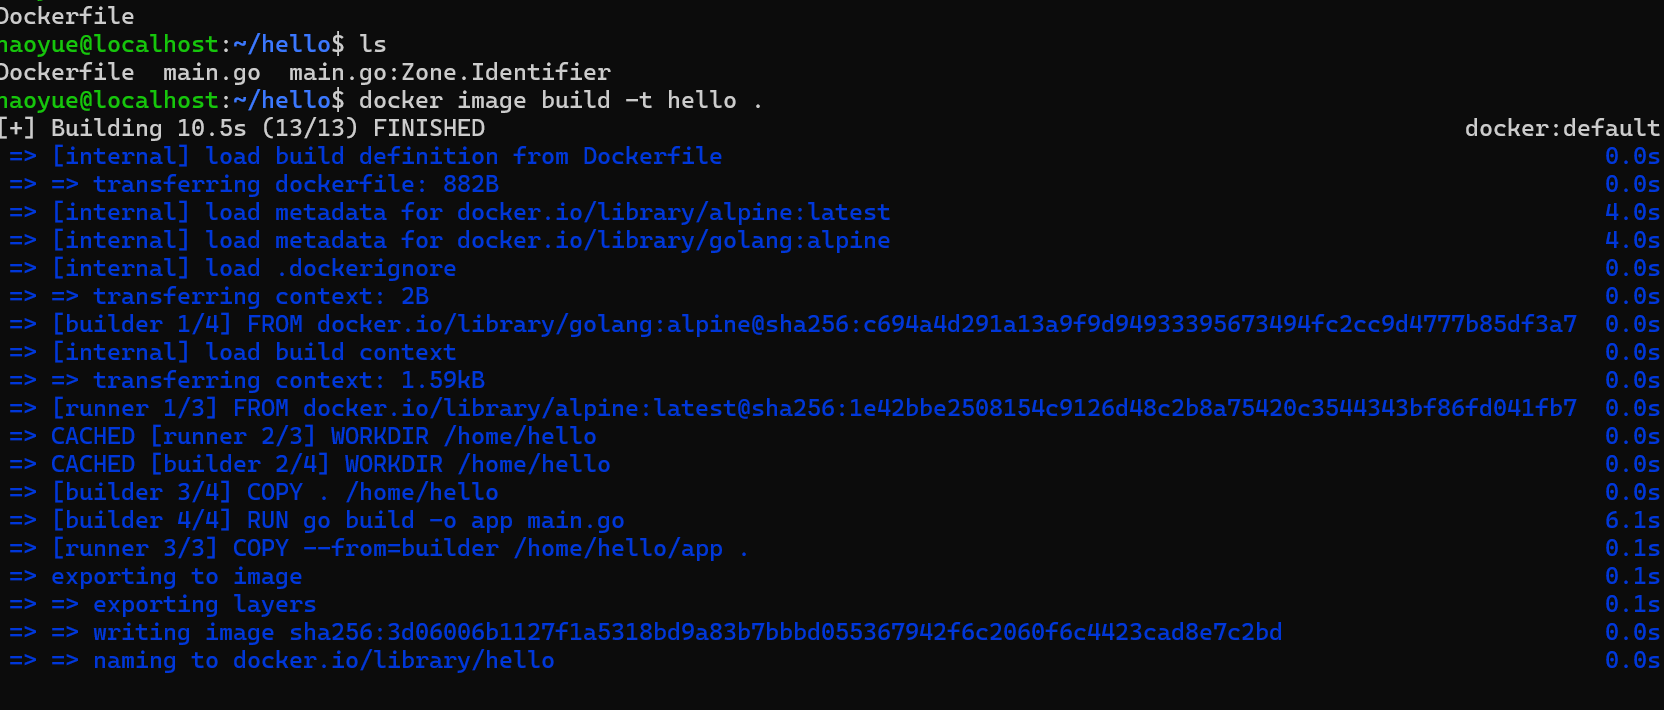 Dockerfile
haoyue@localhost:~/hello$ ls
Dockerfile  main.go  main.go:Zone.Identifier
haoyue@localhost:~/hello$ docker image build -t hello .
[+] Building 10.5s (13/13) FINISHED docker:default
=> [internal] load build definition from Dockerfile 0.0s
=> => transferring dockerfile: 882B 0.0s
=> [internal] load metadata for docker.io/library/alpine:latest 4.0s
=> [internal] load metadata for docker.io/library/golang:alpine 4.0s
=> [internal] load .dockerignore 0.0s
=> => transferring context: 2B 0.0s
=> [builder 1/4] FROM docker.io/library/golang:alpine@sha256:c694a4d291a13a9f9d94933395673494fc2cc9d4777b85df3a7 0.0s
=> [internal] load build context 0.0s
=> => transferring context: 1.59kB 0.0s
=> [runner 1/3] FROM docker.io/library/alpine:latest@sha256:1e42bbe2508154c9126d48c2b8a75420c3544343bf86fd041fb7 0.0s
=> CACHED [runner 2/3] WORKDIR /home/hello 0.0s
=> CACHED [builder 2/4] WORKDIR /home/hello 0.0s
=> [builder 3/4] COPY . /home/hello 0.0s
=> [builder 4/4] RUN go build -o app main.go 6.1s
=> [runner 3/3] COPY --from=builder /home/hello/app . 0.1s
=> exporting to image 0.1s
=> => exporting layers 0.1s
=> => writing image sha256:3d06006b1127f1a5318bd9a83b7bbbd055367942f6c2060f6c4423cad8e7c2bd 0.0s
=> => naming to docker.io/library/hello 0.0s